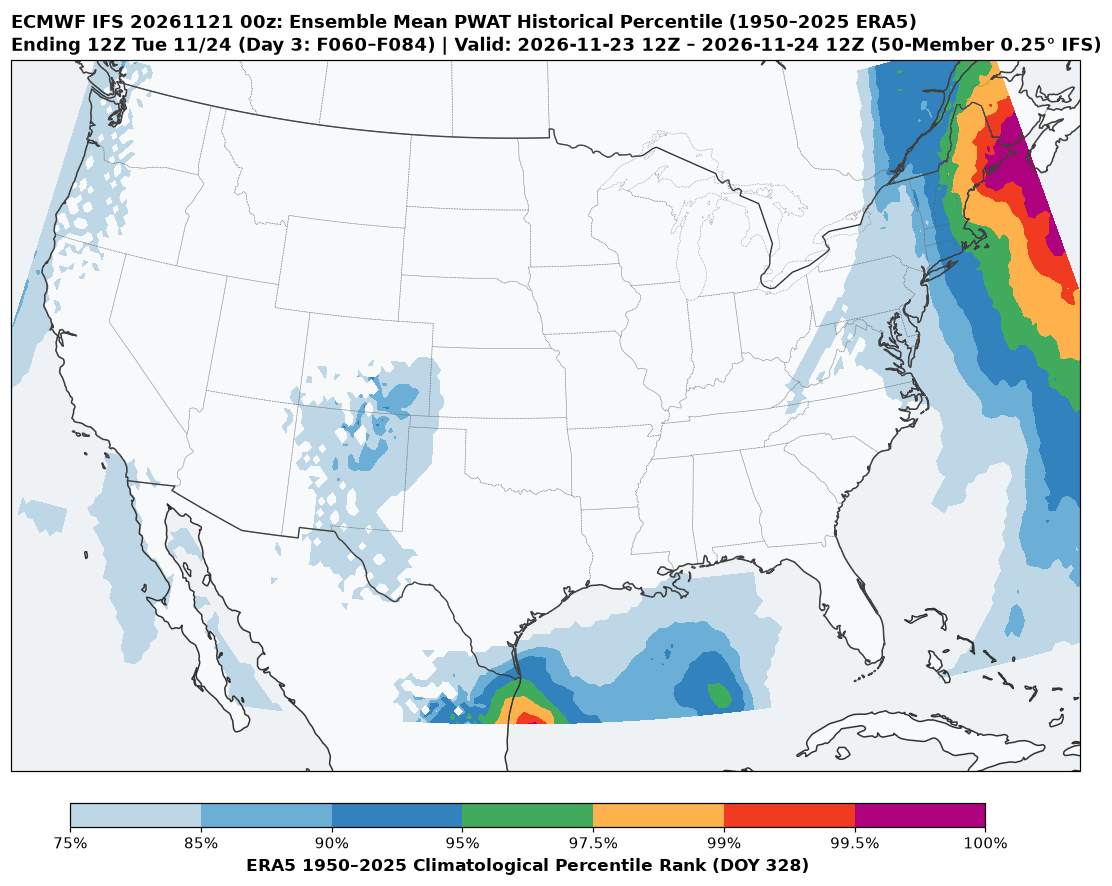 ECMWF IFS 20261121 00z: Ensemble Mean PWAT Historical Percentile (1950–2025 ERA5)
Ending 12Z Tue 11/24 (Day 3: F060–F084) | Valid: 2026-11-23 12Z – 2026-11-24 12Z (50-Member 0.25° IFS)
75% 85% 90% 95% 97.5% 99% 99.5% 100%
ERA5 1950–2025 Climatological Percentile Rank (DOY 328)